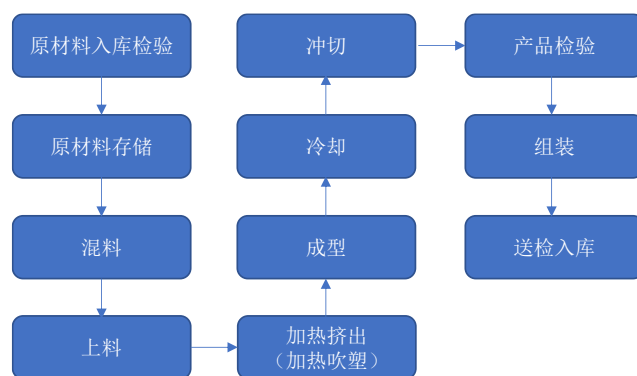 原材料入库检验
原材料存储
混料
上料
加热挤出
（加热吹塑）
成型
冷却
冲切
产品检验
组装
送检入库